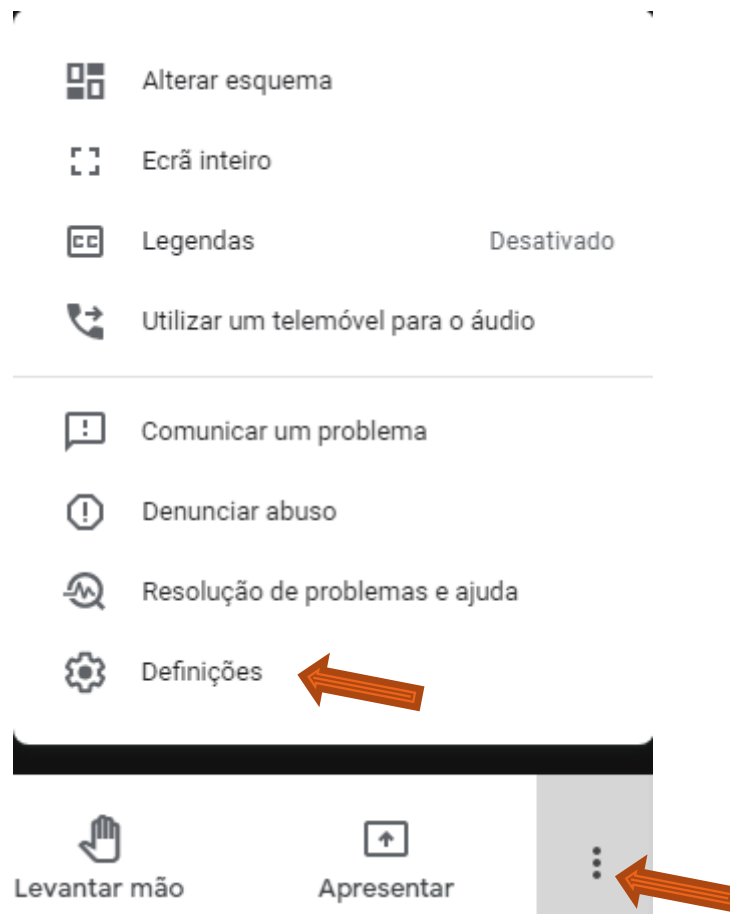 Alterar esquema
Ecrã inteiro
CC Legendas Desativado
Utilizar um telemóvel para o áudio
Comunicar um problema
Denunciar abuso
Resolução de problemas e ajuda
Definições
Levantar mão Apresentar